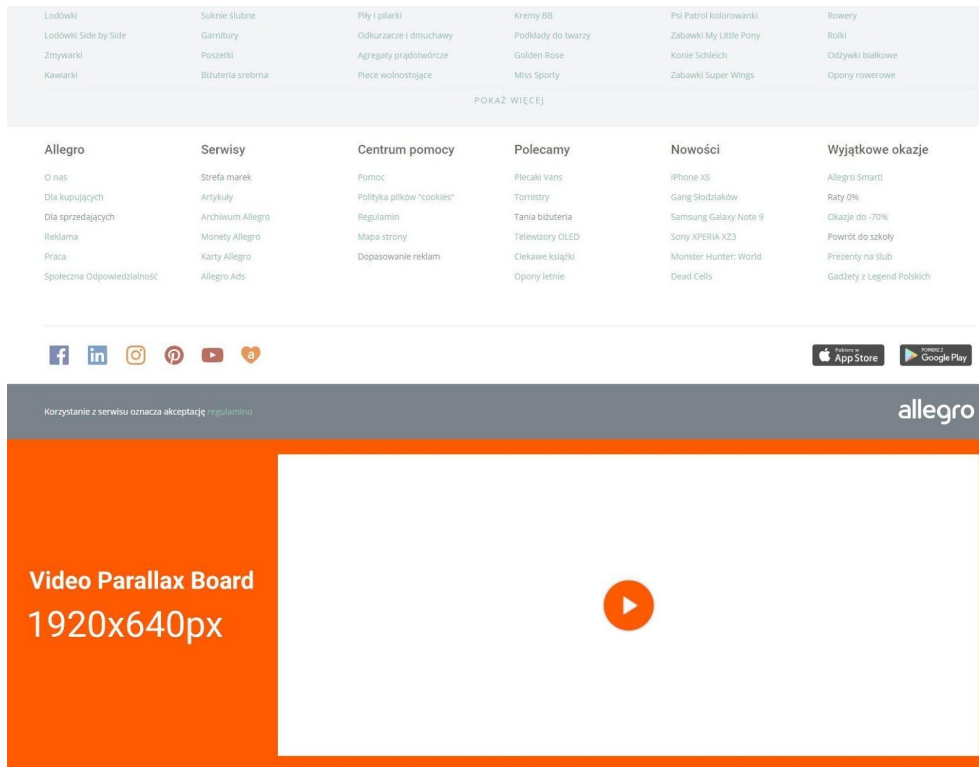 Lodówki Suknie ślubne Piły i pilarki Kremy BB Psi Patrol kolorowanki Rowery
Lodówki Side by Side Garnitury Odkurzacze i dmuchawy Podkłady do twarzy Zabawki My Little Pony Rolki
Zmywarki Poszetki Agregaty prądotwórcze Golden Rose Konie Schleich Odżywki białkowe
Kawiarki Biżuteria srebrna Piece wolnostojące Miss Sporty Zabawki Super Wings Opony rowerowe
POKAŻ WIĘCEJ
Allegro
O nas
Dla kupujących
Dla sprzedających
Reklama
Praca
Społeczna Odpowiedzialność
Serwisy
Strefa marek
Artykuły
Archiwum Allegro
Monety Allegro
Karty Allegro
Allegro Ads
Centrum pomocy
Pomoc
Polityka plików "cookies"
Regulamin
Mapa strony
Dopasowanie reklam
Polecamy
Plecaki Vans
Tornistry
Tania biżuteria
Telewizory OLED
Ciekawe książki
Opony letnie
Nowości
iPhone XS
Gang Słodziaków
Samsung Galaxy Note 9
Sony XPERIA XZ3
Monster Hunter: World
Dead Cells
Wyjątkowe okazje
Allegro Smart!
Raty 0%
Okazje do -70%
Powrót do szkoły
Prezenty na ślub
Gadżety z Legend Polskich
Pobierz w
App Store
POBIERZ Z
Google Play
Korzystanie z serwisu oznacza akceptację regulaminu
allegro
Video Parallax Board
1920x640px